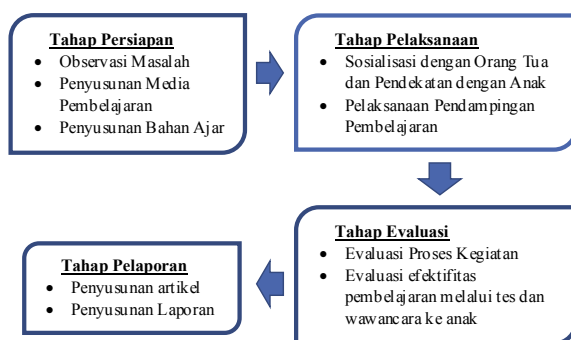 Tahap Persiapan
• Observasi Masalah
• Penyusunan Media
Pembelajaran
• Penyusunan Bahan Ajar
Tahap Pelaksanaan
• Sosialisasi dengan Orang Tua
dan Pendekatan dengan Anak
• Pelaksanaan Pendampingan
Pembelajaran
Tahap Evaluasi
• Evaluasi Proses Kegiatan
• Evaluasi efektifitas
pembelajaran melalui tes dan
wawancara ke anak
Tahap Pelaporan
• Penyusunan artikel
• Penyusunan Laporan